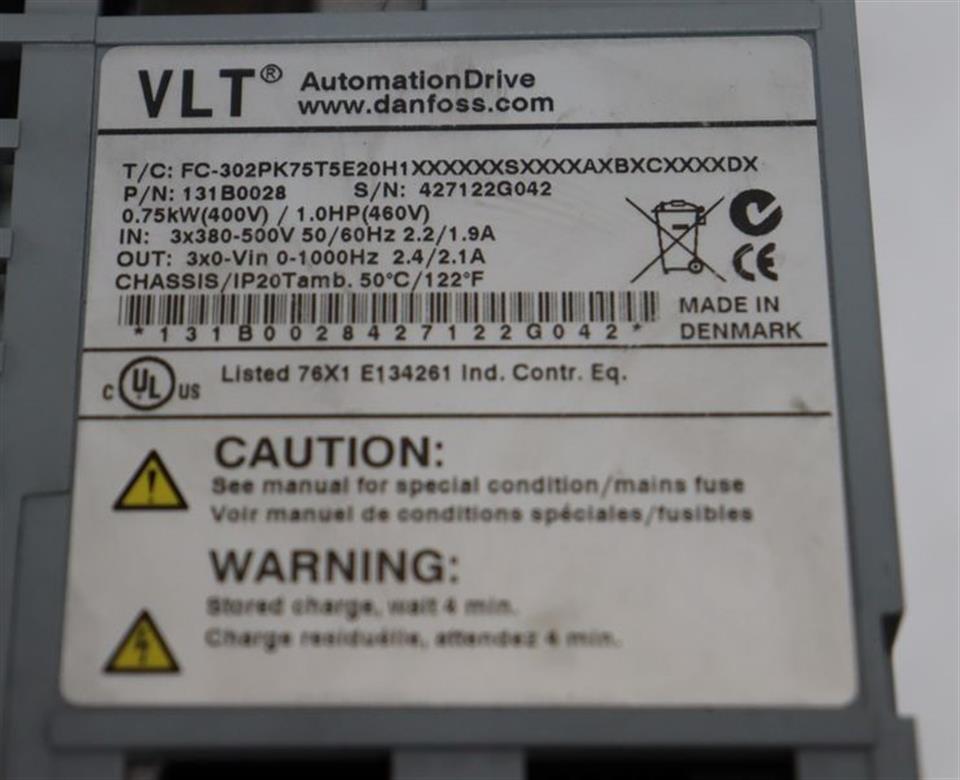 VLT® AutomationDrive
www.danfoss.com
T/C: FC-302PK75T5E20H1XXXXXXSXXXXAXBXCXXXXDX
P/N: 131B0028 S/N: 427122G042
0.75kW(400V) / 1.0HP(460V)
IN: 3x380-500V 50/60Hz 2.2/1.9A
OUT: 3x0-Vin 0-1000Hz 2.4/2.1A
CHASSIS/IP20Tamb. 50°C/122°F
*131B0028427122G042*
MADE IN
DENMARK
CE
C UL US Listed 76X1 E134261 Ind. Contr. Eq.
CAUTION:
See manual for special condition/mains fuse
Voir manuel de conditions spéciales/fusibles
WARNING:
Stored charge, wait 4 min.
Charge residuélle, attendez 4 min.